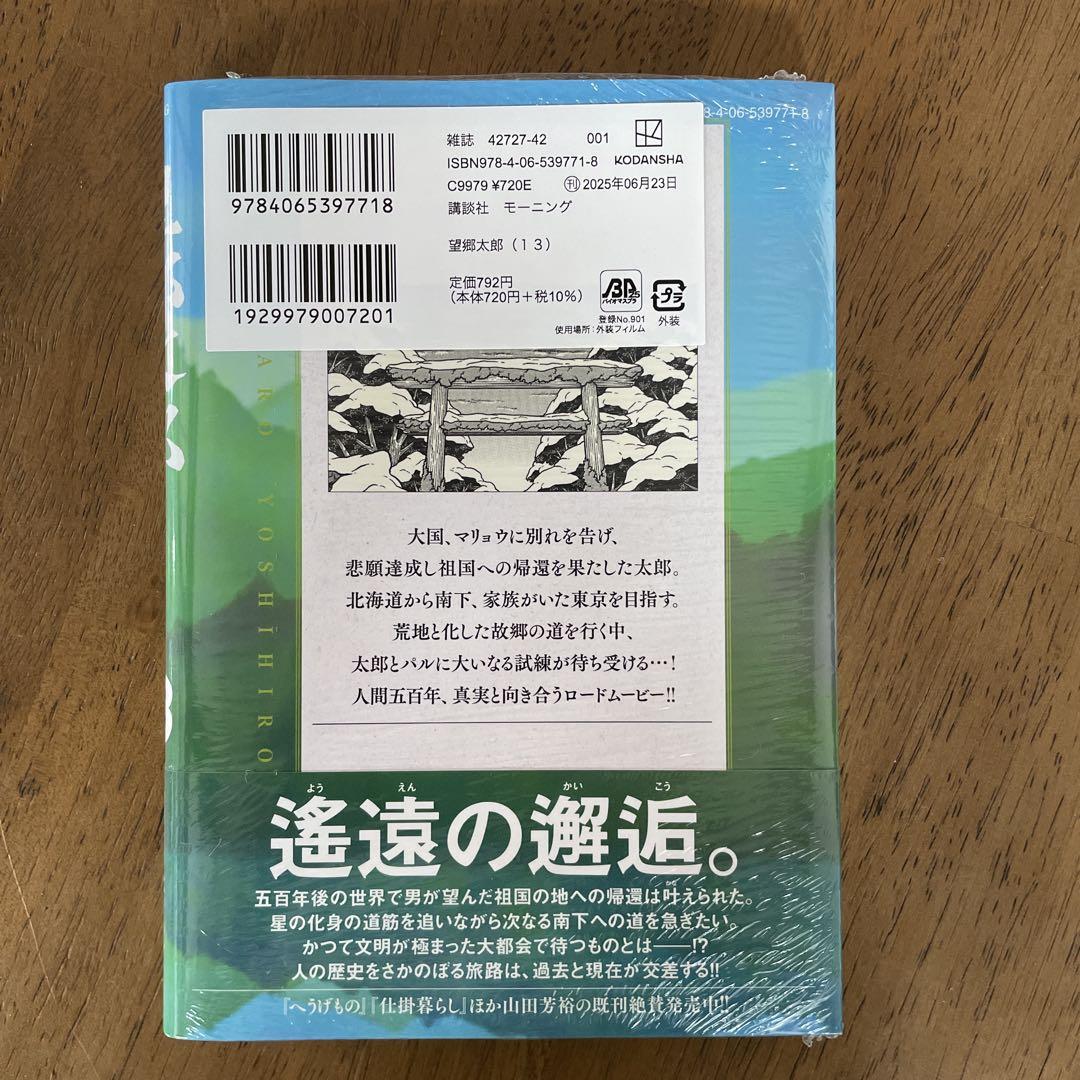 雑誌 42727-42 001
ISBN978-4-06-539771-8
KODANSHA
C9979 ¥720E ㊞ 2025年06月23日
講談社 モーニング
望郷太郎（１３）
定価792円
（本体720円＋税10%）
9784065397718
1929979007201
バイオマスプラ
25
登録No.901
使用場所：外装フィルム
プラ
外装
3-4-06-539771-8
ARO YOSHIHIRO
大国、マリョウに別れを告げ、
悲願達成し祖国への帰還を果たした太郎。
北海道から南下、家族がいた東京を目指す。
荒地と化した故郷の道を行く中、
太郎とパルに大いなる試練が待ち受ける…！
人間五百年、真実と向き合うロードムービー!!
遙遠の邂逅。
よう えん かい こう
五百年後の世界で男が望んだ祖国の地への帰還は叶えられた。
星の化身の道筋を追いながら次なる南下への道を急ぎたい。
かつて文明が極まった大都会で待つものとは――!?
人の歴史をさかのぼる旅路は、過去と現在が交差する!!
『へうげもの』『仕掛暮らし』ほか山田芳裕の既刊絶賛発売中!!